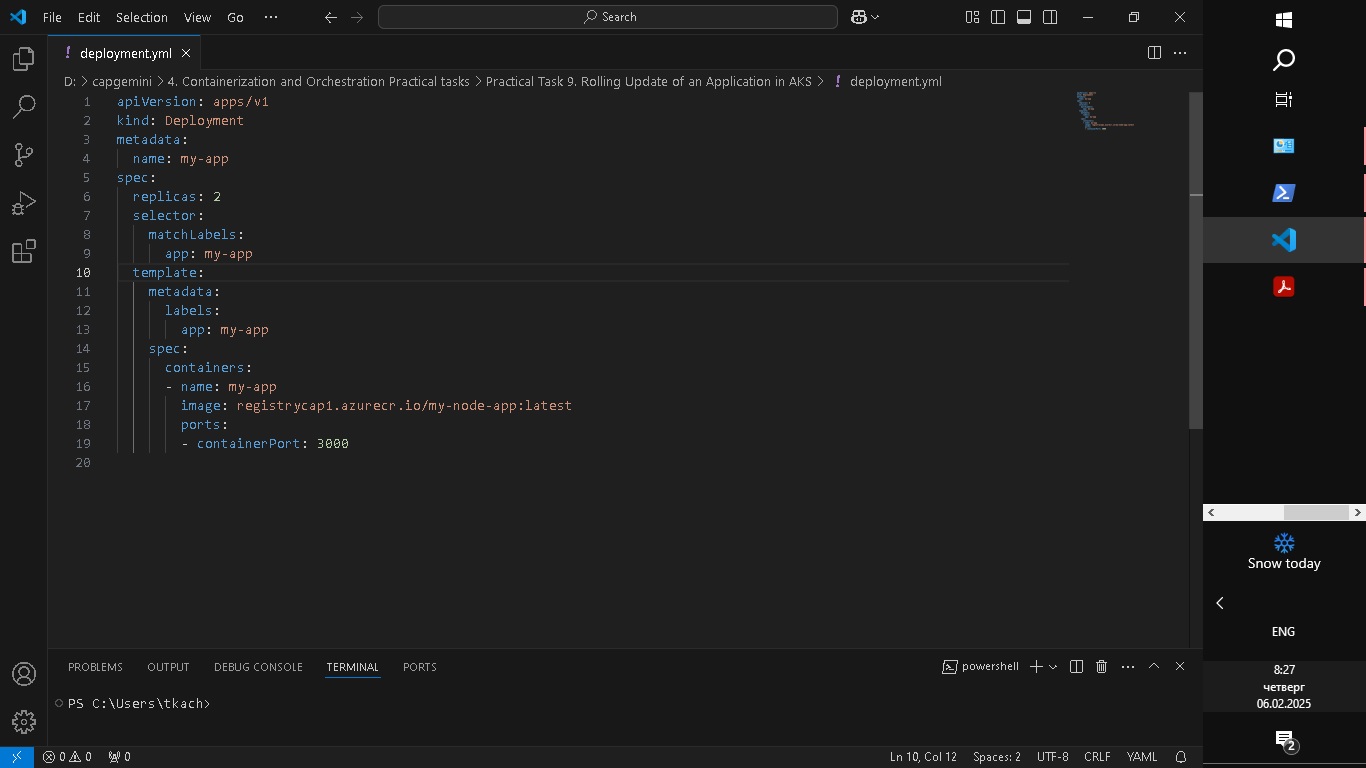 File Edit Selection View Go ··· Search
deployment.yml
D: > capgemini > 4. Containerization and Orchestration Practical tasks > Practical Task 9. Rolling Update of an Application in AKS > ! deployment.yml
1 apiVersion: apps/v1
2 kind: Deployment
3 metadata:
4   name: my-app
5 spec:
6   replicas: 2
7   selector:
8     matchLabels:
9       app: my-app
10   template:
11     metadata:
12       labels:
13         app: my-app
14     spec:
15       containers:
16       - name: my-app
17         image: registrycap1.azurecr.io/my-node-app:latest
18         ports:
19         - containerPort: 3000
20
PROBLEMS OUTPUT DEBUG CONSOLE TERMINAL PORTS powershell
PS C:\Users\tkach>
0 0 0 Ln 10, Col 12 Spaces: 2 UTF-8 CRLF YAML
Snow today
ENG
8:27
четверг
06.02.2025
2